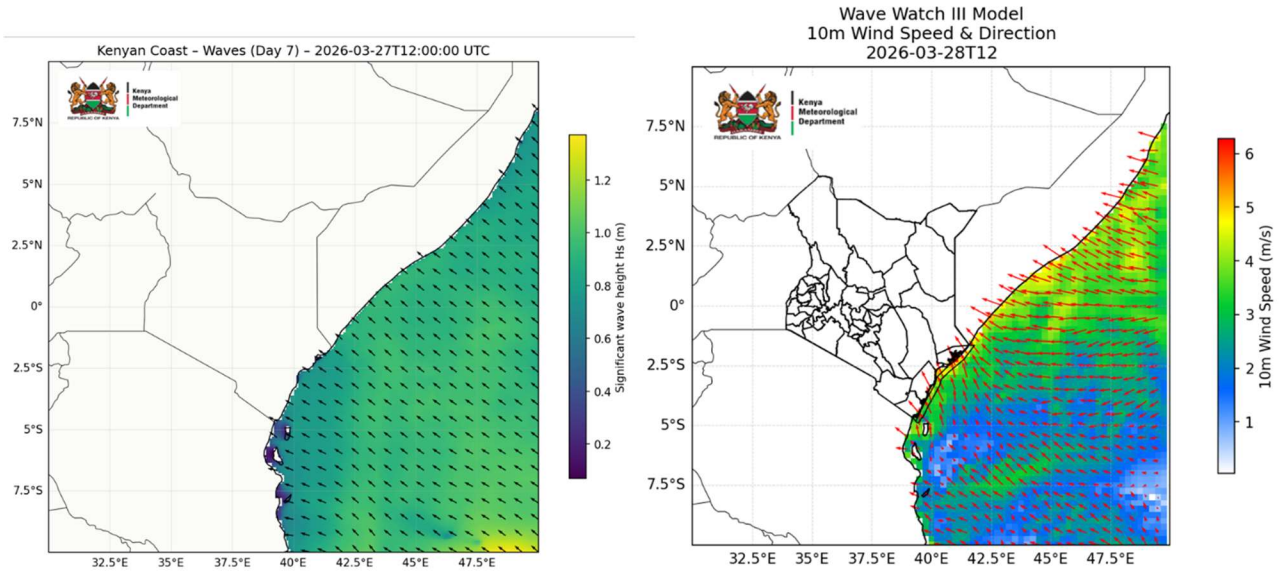 Kenyan Coast – Waves (Day 7) – 2026-03-27T12:00:00 UTC
Kenya
Meteorological
Department
REPUBLIC OF KENYA
7.5°N
5°N
2.5°N
0°
2.5°S
5°S
7.5°S
32.5°E 35°E 37.5°E 40°E 42.5°E 45°E 47.5°E
1.2
1.0
0.8
0.6
0.4
0.2
Significant wave height Hs (m)
Wave Watch III Model
10m Wind Speed & Direction
2026-03-28T12
Kenya
Meteorological
Department
REPUBLIC OF KENYA
7.5°N
5°N
2.5°N
0°
2.5°S
5°S
7.5°S
32.5°E 35°E 37.5°E 40°E 42.5°E 45°E 47.5°E
6
5
4
3
2
1
10m Wind Speed (m/s)